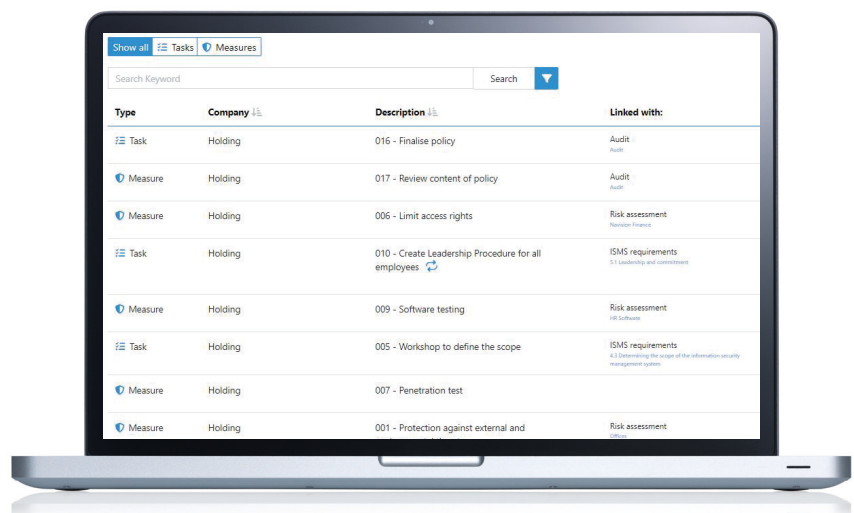 Show all Tasks Measures
Search Keyword Search
Type Company Description Linked with:
Task Holding 016 - Finalise policy Audit
Audit
Measure Holding 017 - Review content of policy Audit
Audit
Measure Holding 006 - Limit access rights Risk assessment
Navision Finance
Task Holding 010 - Create Leadership Procedure for all ISMS requirements
employees 5.1 Leadership and commitment
Measure Holding 009 - Software testing Risk assessment
HR Software
Task Holding 005 - Workshop to define the scope ISMS requirements
4.3 Determining the scope of the information security
management system
Measure Holding 007 - Penetration test
Measure Holding 001 - Protection against external and Risk assessment
Offices